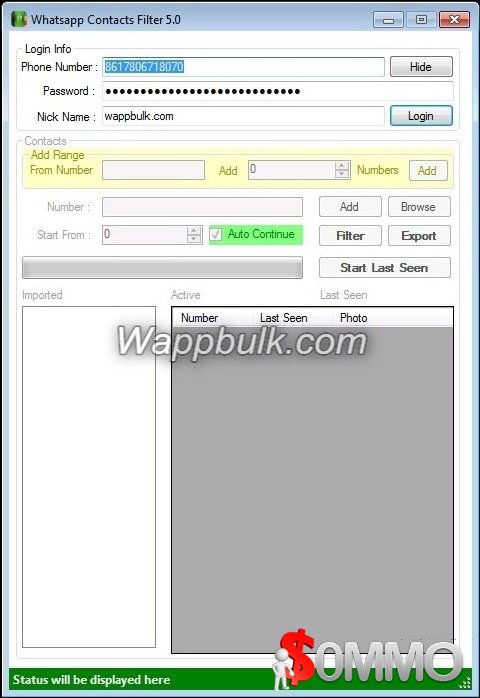 Whatsapp Contacts Filter 5.0
Login Info
Phone Number : 8617806718070 Hide
Password : ●●●●●●●●●●●●●●●●●●●●●●●●●●●●
Nick Name : wappbulk.com Login
Contacts
Add Range
From Number Add 0 Numbers Add
Number : Add Browse
Start From : 0 Auto Continue Filter Export
Start Last Seen
Imported Active Last Seen
Number Last Seen Photo
Wappbulk.com
$OMMO
Status will be displayed here